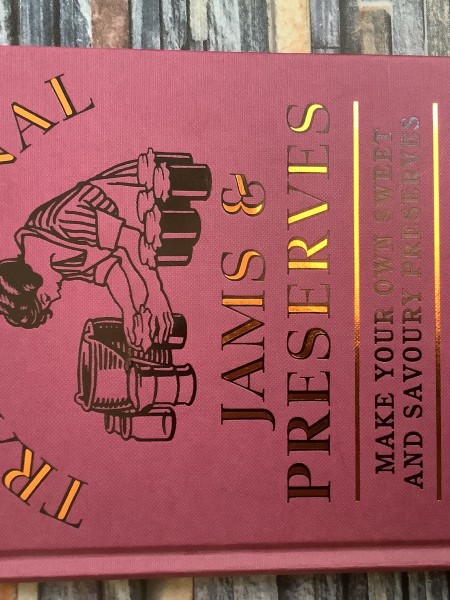 JAMS &
PRESERVES
MAKE YOUR OWN SWEET
AND SAVOURY PRESERVES